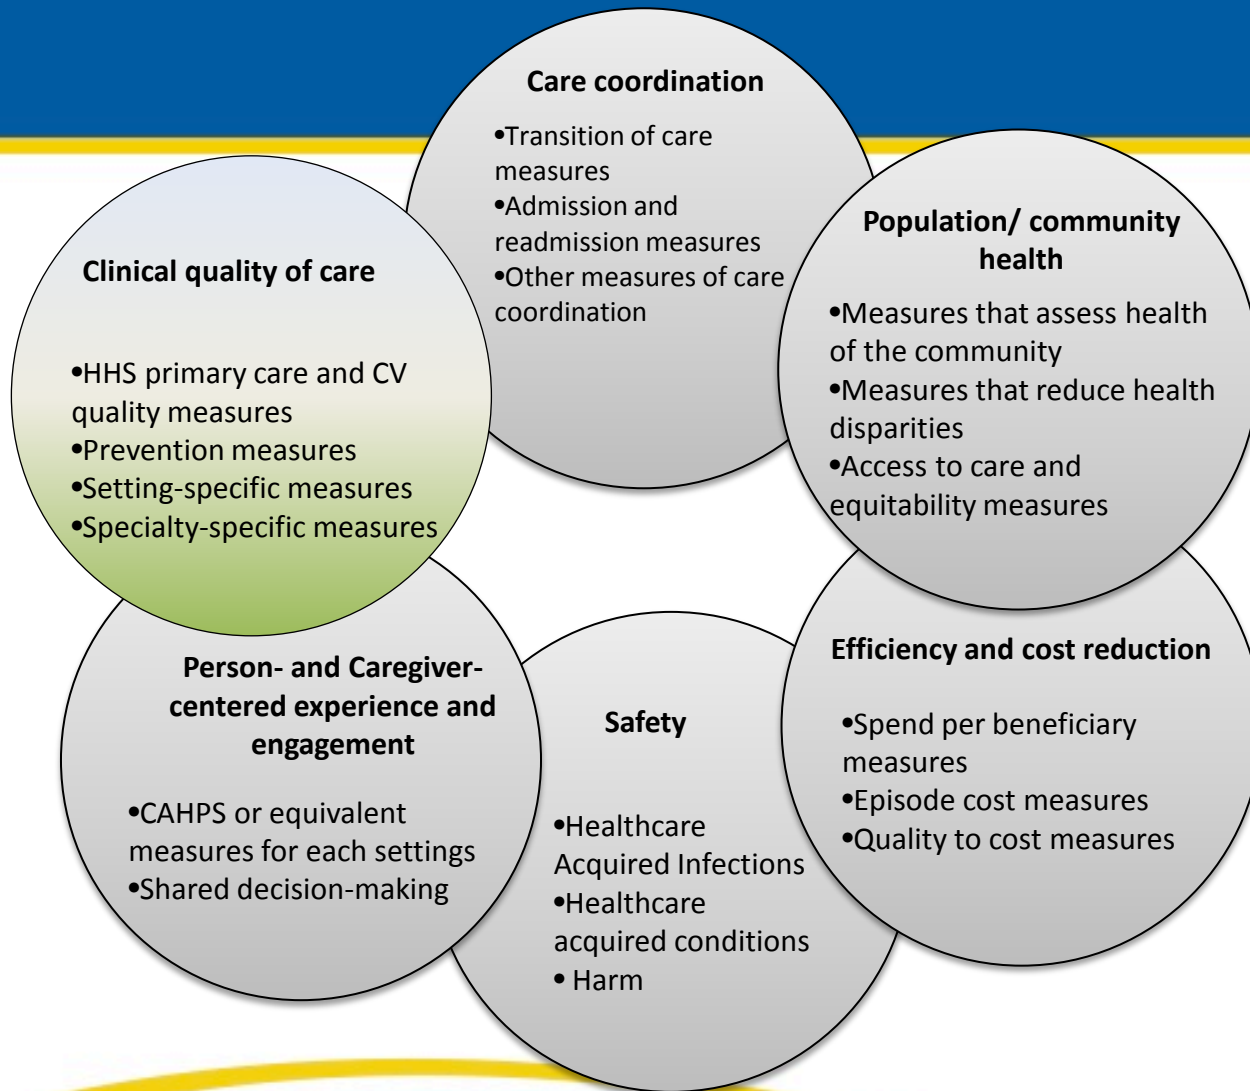 Care coordination
•Transition of care
measures
•Admission and
readmission measures
•Other measures of care
coordination
Clinical quality of care
•HHS primary care and CV
quality measures
•Prevention measures
•Setting-specific measures
•Specialty-specific measures
Population/ community
health
•Measures that assess health
of the community
•Measures that reduce health
disparities
•Access to care and
equitability measures
Person- and Caregiver-
centered experience and
engagement
•CAHPS or equivalent
measures for each settings
•Shared decision-making
Safety
•Healthcare
Acquired Infections
•Healthcare
acquired conditions
• Harm
Efficiency and cost reduction
•Spend per beneficiary
measures
•Episode cost measures
•Quality to cost measures